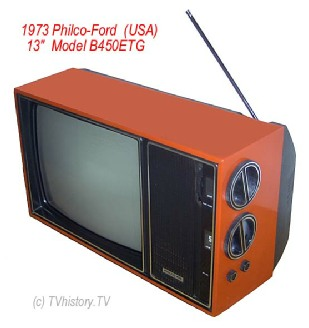 1973 Philco-Ford (USA)
13" Model B450ETG
(c) TVhistory.TV